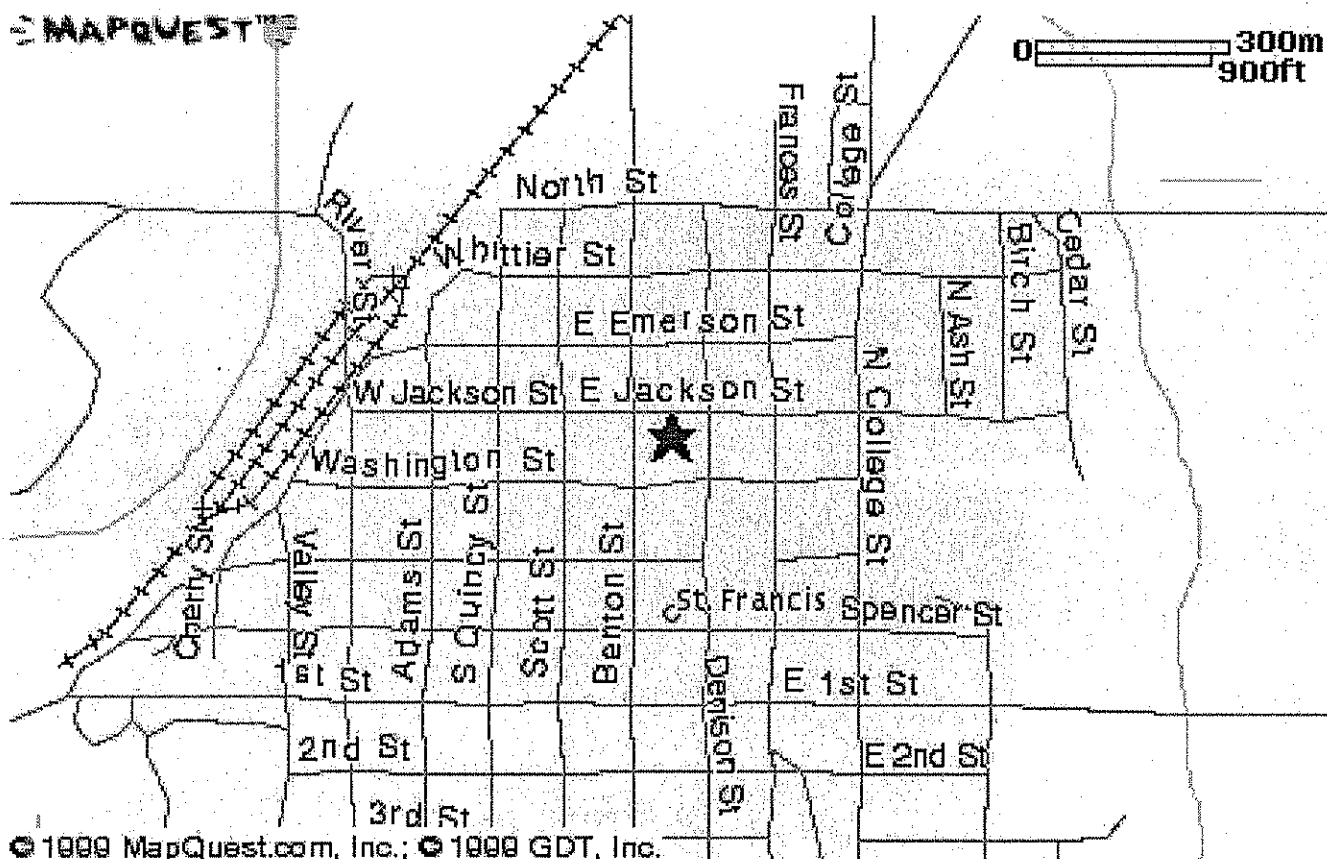 MAPQUEST
0
300m
900ft
Frances St
College St
North St
River St
Whittier St
Birch St
Cedar St
E Emerson St
N Ash St
W Jackson St
E Jackson St
N College St
Washington St
Cherry St
Valley St
Adams St
S Quincy St
Scott St
Benton St
St. Francis
Spencer St
1st St
Denison St
E 1st St
2nd St
E 2nd St
3rd St
© 1999 MapQuest.com, Inc.; © 1999 GDT, Inc.